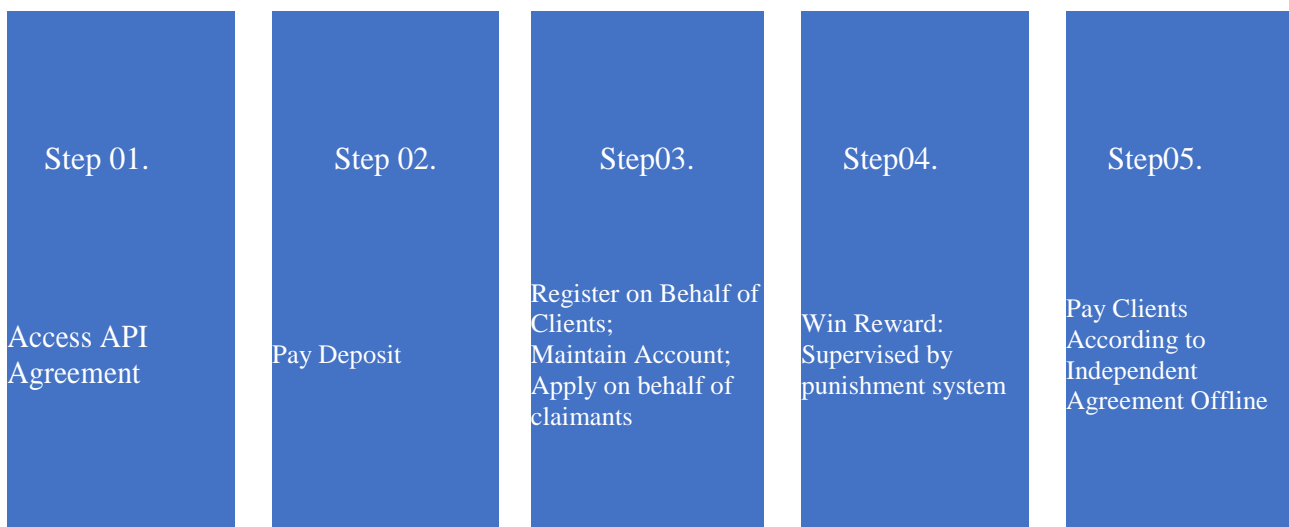 Step 01.
Access API
Agreement
Step 02.
Pay Deposit
Step03.
Register on Behalf of
Clients;
Maintain Account;
Apply on behalf of
claimants
Step04.
Win Reward:
Supervised by
punishment system
Step05.
Pay Clients
According to
Independent
Agreement Offline